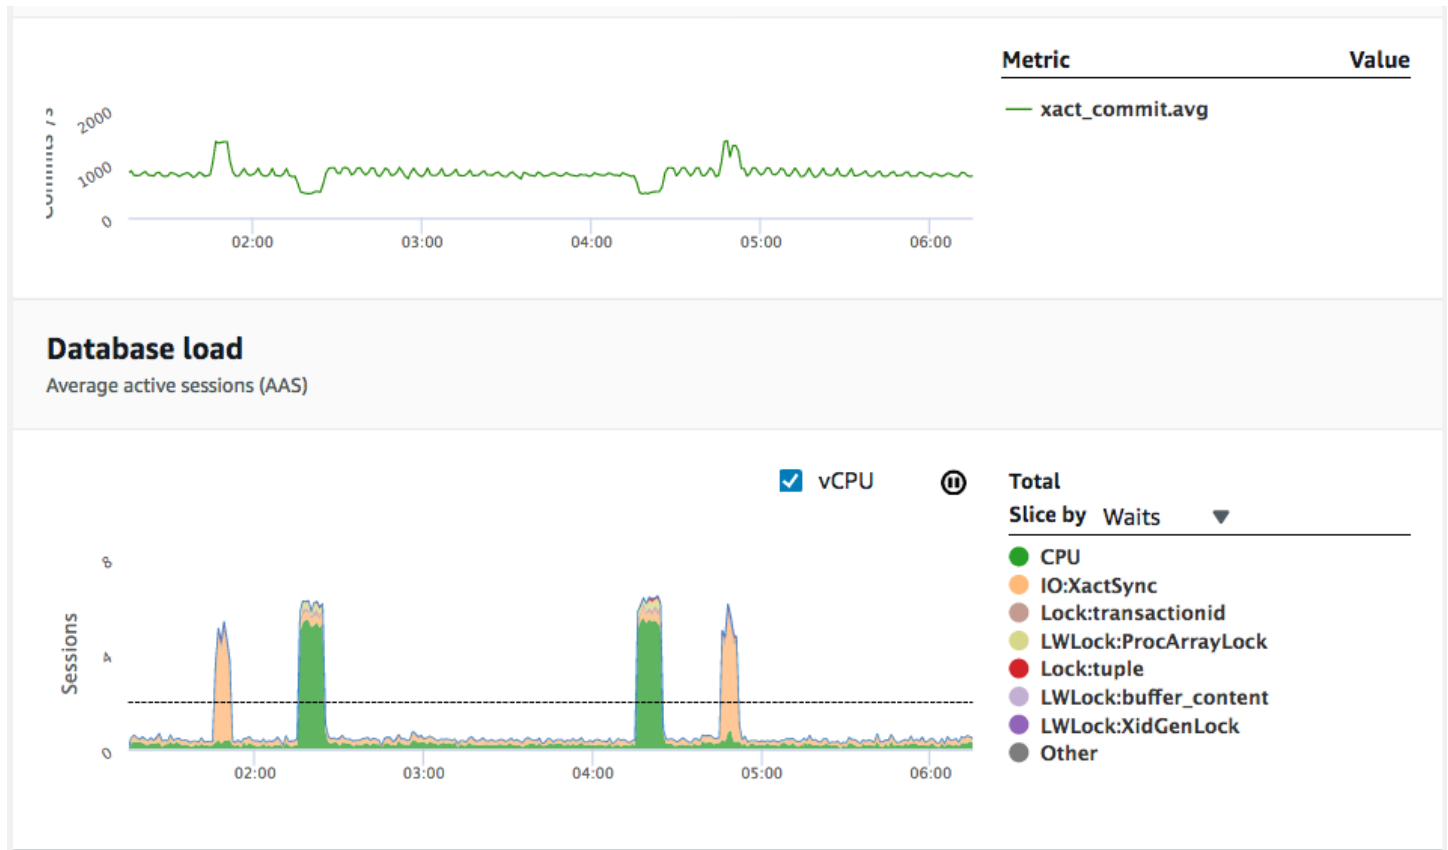 Metric Value
xact_commit.avg
2000
1000
0
02:00 03:00 04:00 05:00 06:00
Database load
Average active sessions (AAS)
vCPU
Total
Slice by Waits
CPU
IO:XactSync
Lock:transactionid
LWLock:ProcArrayLock
Lock:tuple
LWLock:buffer_content
LWLock:XidGenLock
Other
Sessions
8
4
0
02:00 03:00 04:00 05:00 06:00